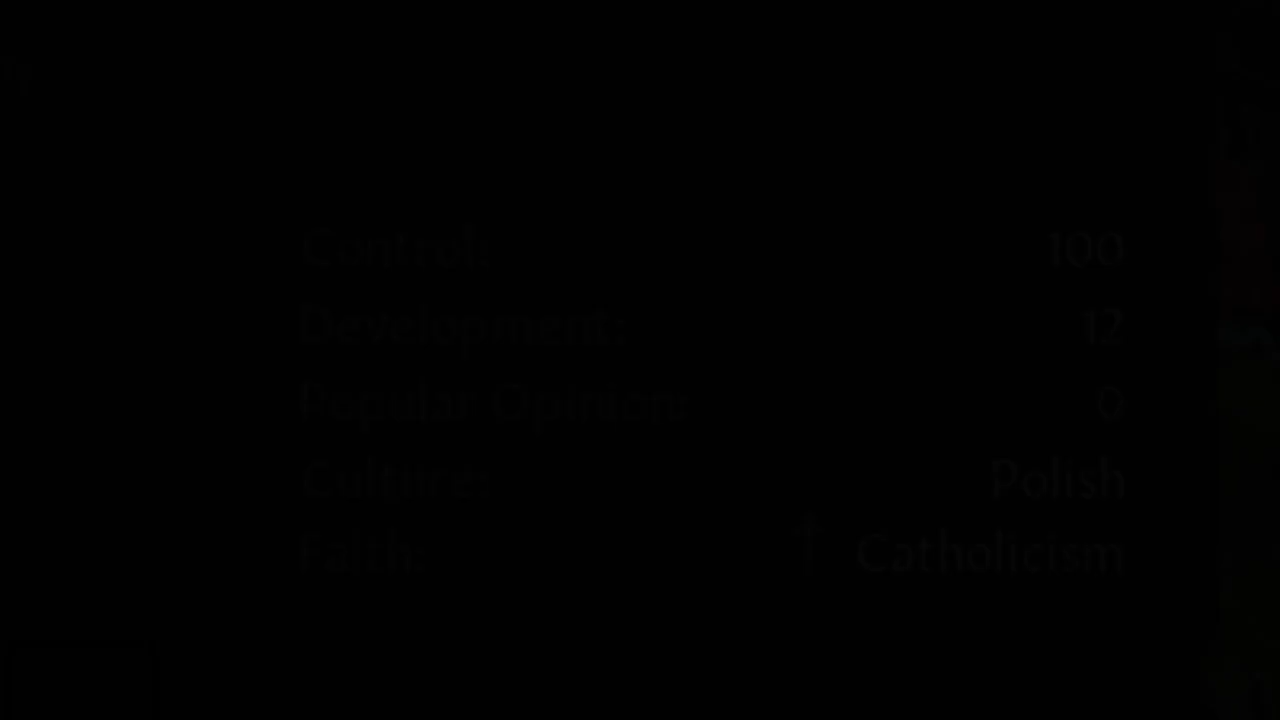 Control: 100
Development: 12
Popular Opinion: 0
Culture: Polish
Faith: Catholicism